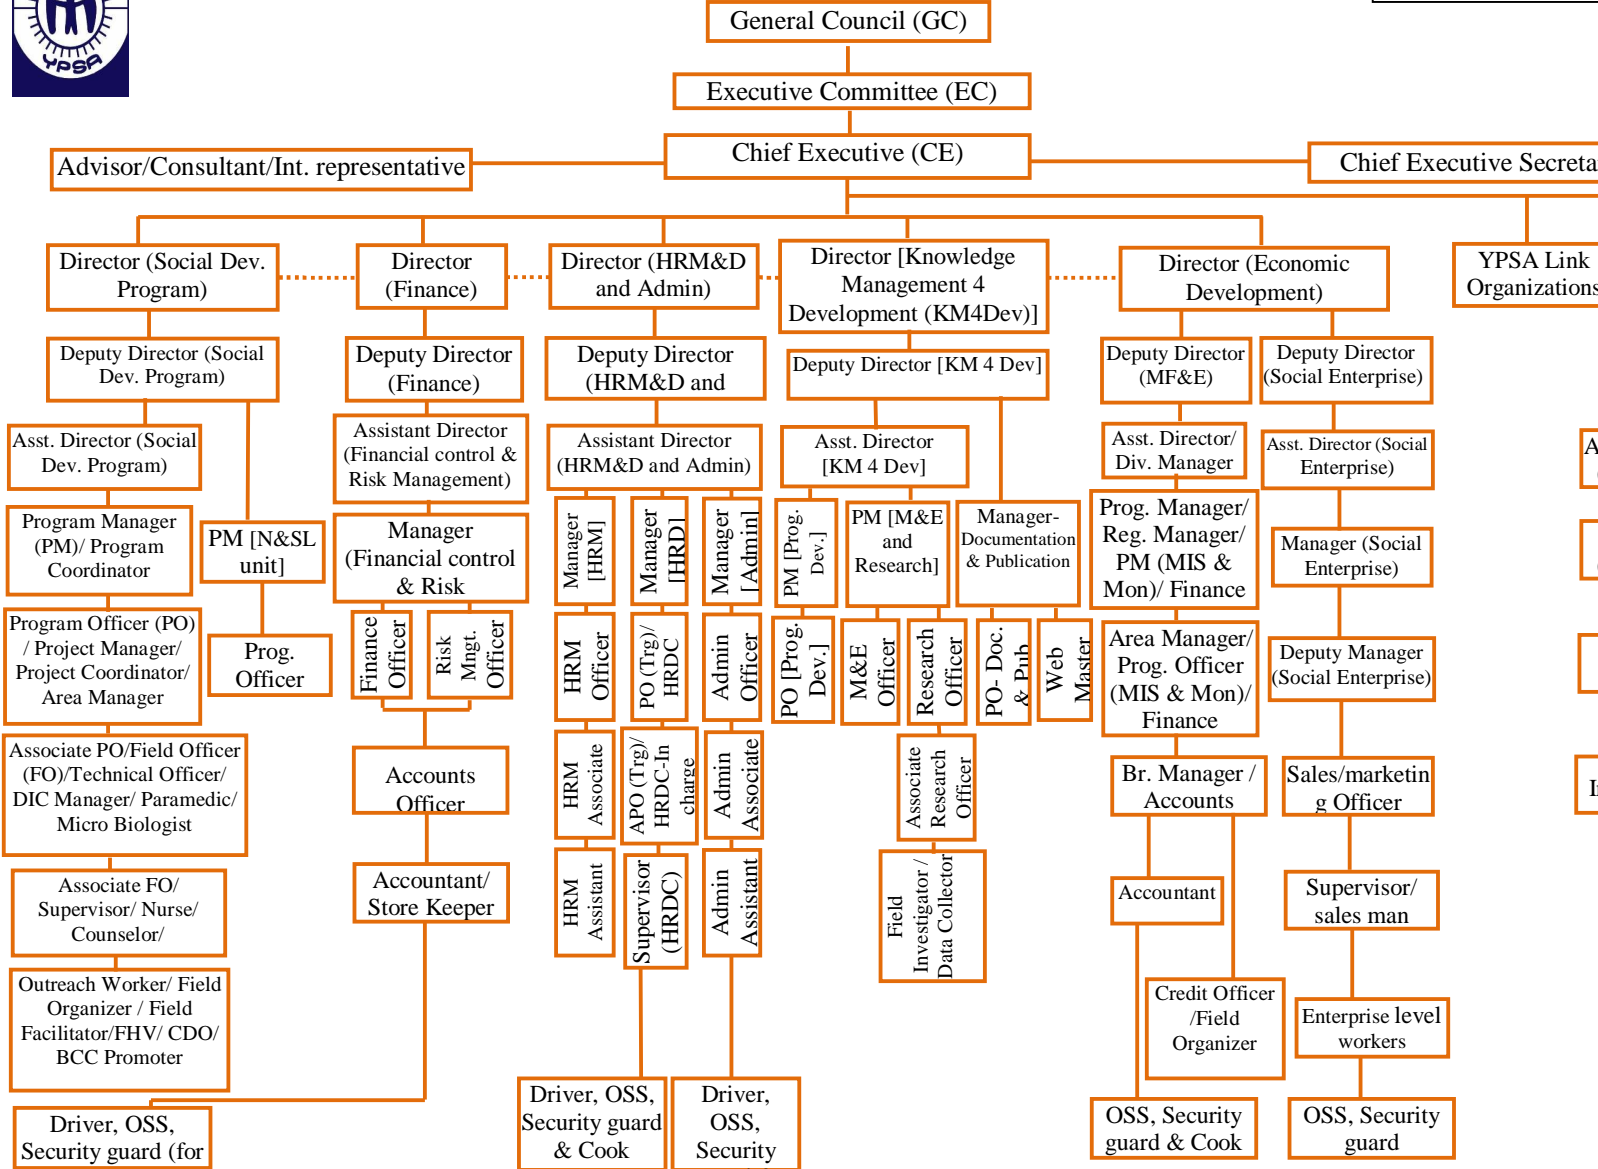 YPSA
General Council (GC)
Executive Committee (EC)
Chief Executive (CE)
Advisor/Consultant/Int. representative
Chief Executive Secreta
Director (Social Dev.
Program)
Director
(Finance)
Director (HRM&D
and Admin)
Director [Knowledge
Management 4
Development (KM4Dev)]
Director (Economic
Development)
YPSA Link
Organizations
Deputy Director (Social
Dev. Program)
Deputy Director
(Finance)
Deputy Director
(HRM&D and
Deputy Director [KM 4 Dev]
Deputy Director
(MF&E)
Deputy Director
(Social Enterprise)
Asst. Director (Social
Dev. Program)
Assistant Director
(Financial control &
Risk Management)
Assistant Director
(HRM&D and Admin)
Asst. Director
[KM 4 Dev]
Asst. Director/
Div. Manager
Asst. Director (Social
Enterprise)
A
Program Manager
(PM)/ Program
Coordinator
PM [N&SL
unit]
Manager
(Financial control
& Risk
Manager
[HRM]
Manager
[HRD]
Manager
[Admin]
PM [Prog.
Dev.]
PM [M&E
and
Research]
Manager-
Documentation
& Publication
Prog. Manager/
Reg. Manager/
PM (MIS &
Mon)/ Finance
Manager (Social
Enterprise)
Program Officer (PO)
/ Project Manager/
Project Coordinator/
Area Manager
Prog.
Officer
Finance
Officer
Risk
Mngt.
Officer
HRM
Officer
PO (Trg)/
HRDC
Admin
Officer
PO [Prog.
Dev.]
M&E
Officer
Research
Officer
PO- Doc.
& Pub
Web
Master
Area Manager/
Prog. Officer
(MIS & Mon)/
Finance
Deputy Manager
(Social Enterprise)
Associate PO/Field Officer
(FO)/Technical Officer/
DIC Manager/ Paramedic/
Micro Biologist
Accounts
Officer
HRM
Associate
APO (Trg)/
HRDC-In
charge
Admin
Associate
Associate
Research
Officer
Br. Manager /
Accounts
Sales/marketin
g Officer
I
Associate FO/
Supervisor/ Nurse/
Counselor/
Accountant/
Store Keeper
HRM
Assistant
Supervisor
(HRDC)
Admin
Assistant
Field
Investigator /
Data Collector
Accountant
Supervisor/
sales man
Outreach Worker/ Field
Organizer / Field
Facilitator/FHV/ CDO/
BCC Promoter
Credit Officer
/Field
Organizer
Enterprise level
workers
Driver, OSS,
Security guard (for
Driver, OSS,
Security guard
& Cook
Driver,
OSS,
Security
OSS, Security
guard & Cook
OSS, Security
guard